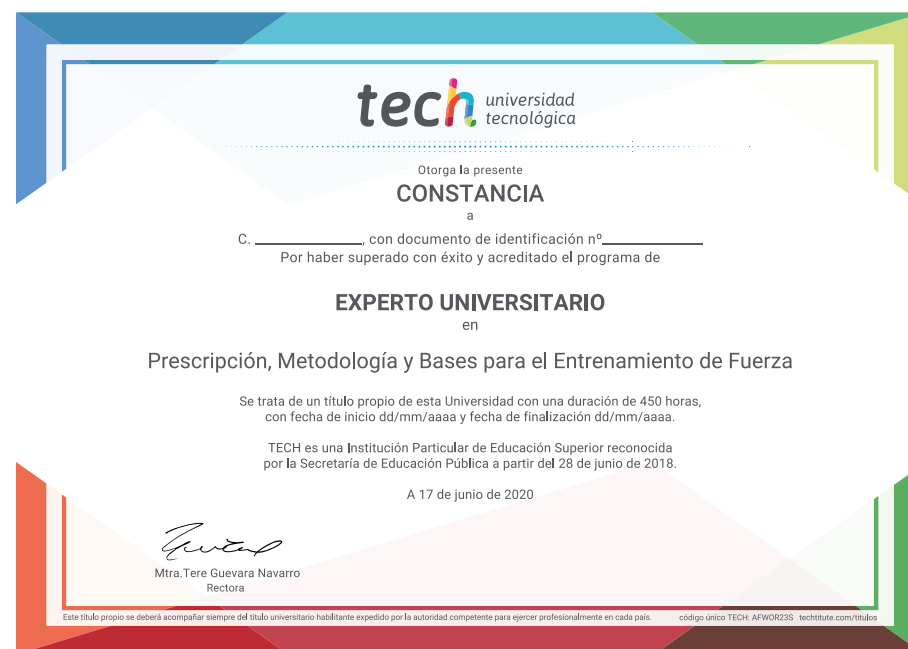 tech universidad
tecnológica
Otorga la presente
CONSTANCIA
a
C. ____________, con documento de identificación nº____________
Por haber superado con éxito y acreditado el programa de
EXPERTO UNIVERSITARIO
en
Prescripción, Metodología y Bases para el Entrenamiento de Fuerza
Se trata de un título propio de esta Universidad con una duración de 450 horas,
con fecha de inicio dd/mm/aaaa y fecha de finalización dd/mm/aaaa.
TECH es una Institución Particular de Educación Superior reconocida
por la Secretaría de Educación Pública a partir del 28 de junio de 2018.
A 17 de junio de 2020
Mtra.Tere Guevara Navarro
Rectora
Este título propio se deberá acompañar siempre del título universitario habilitante expedido por la autoridad competente para ejercer profesionalmente en cada país. código único TECH: AFWOR23S techtitute.com/titulos